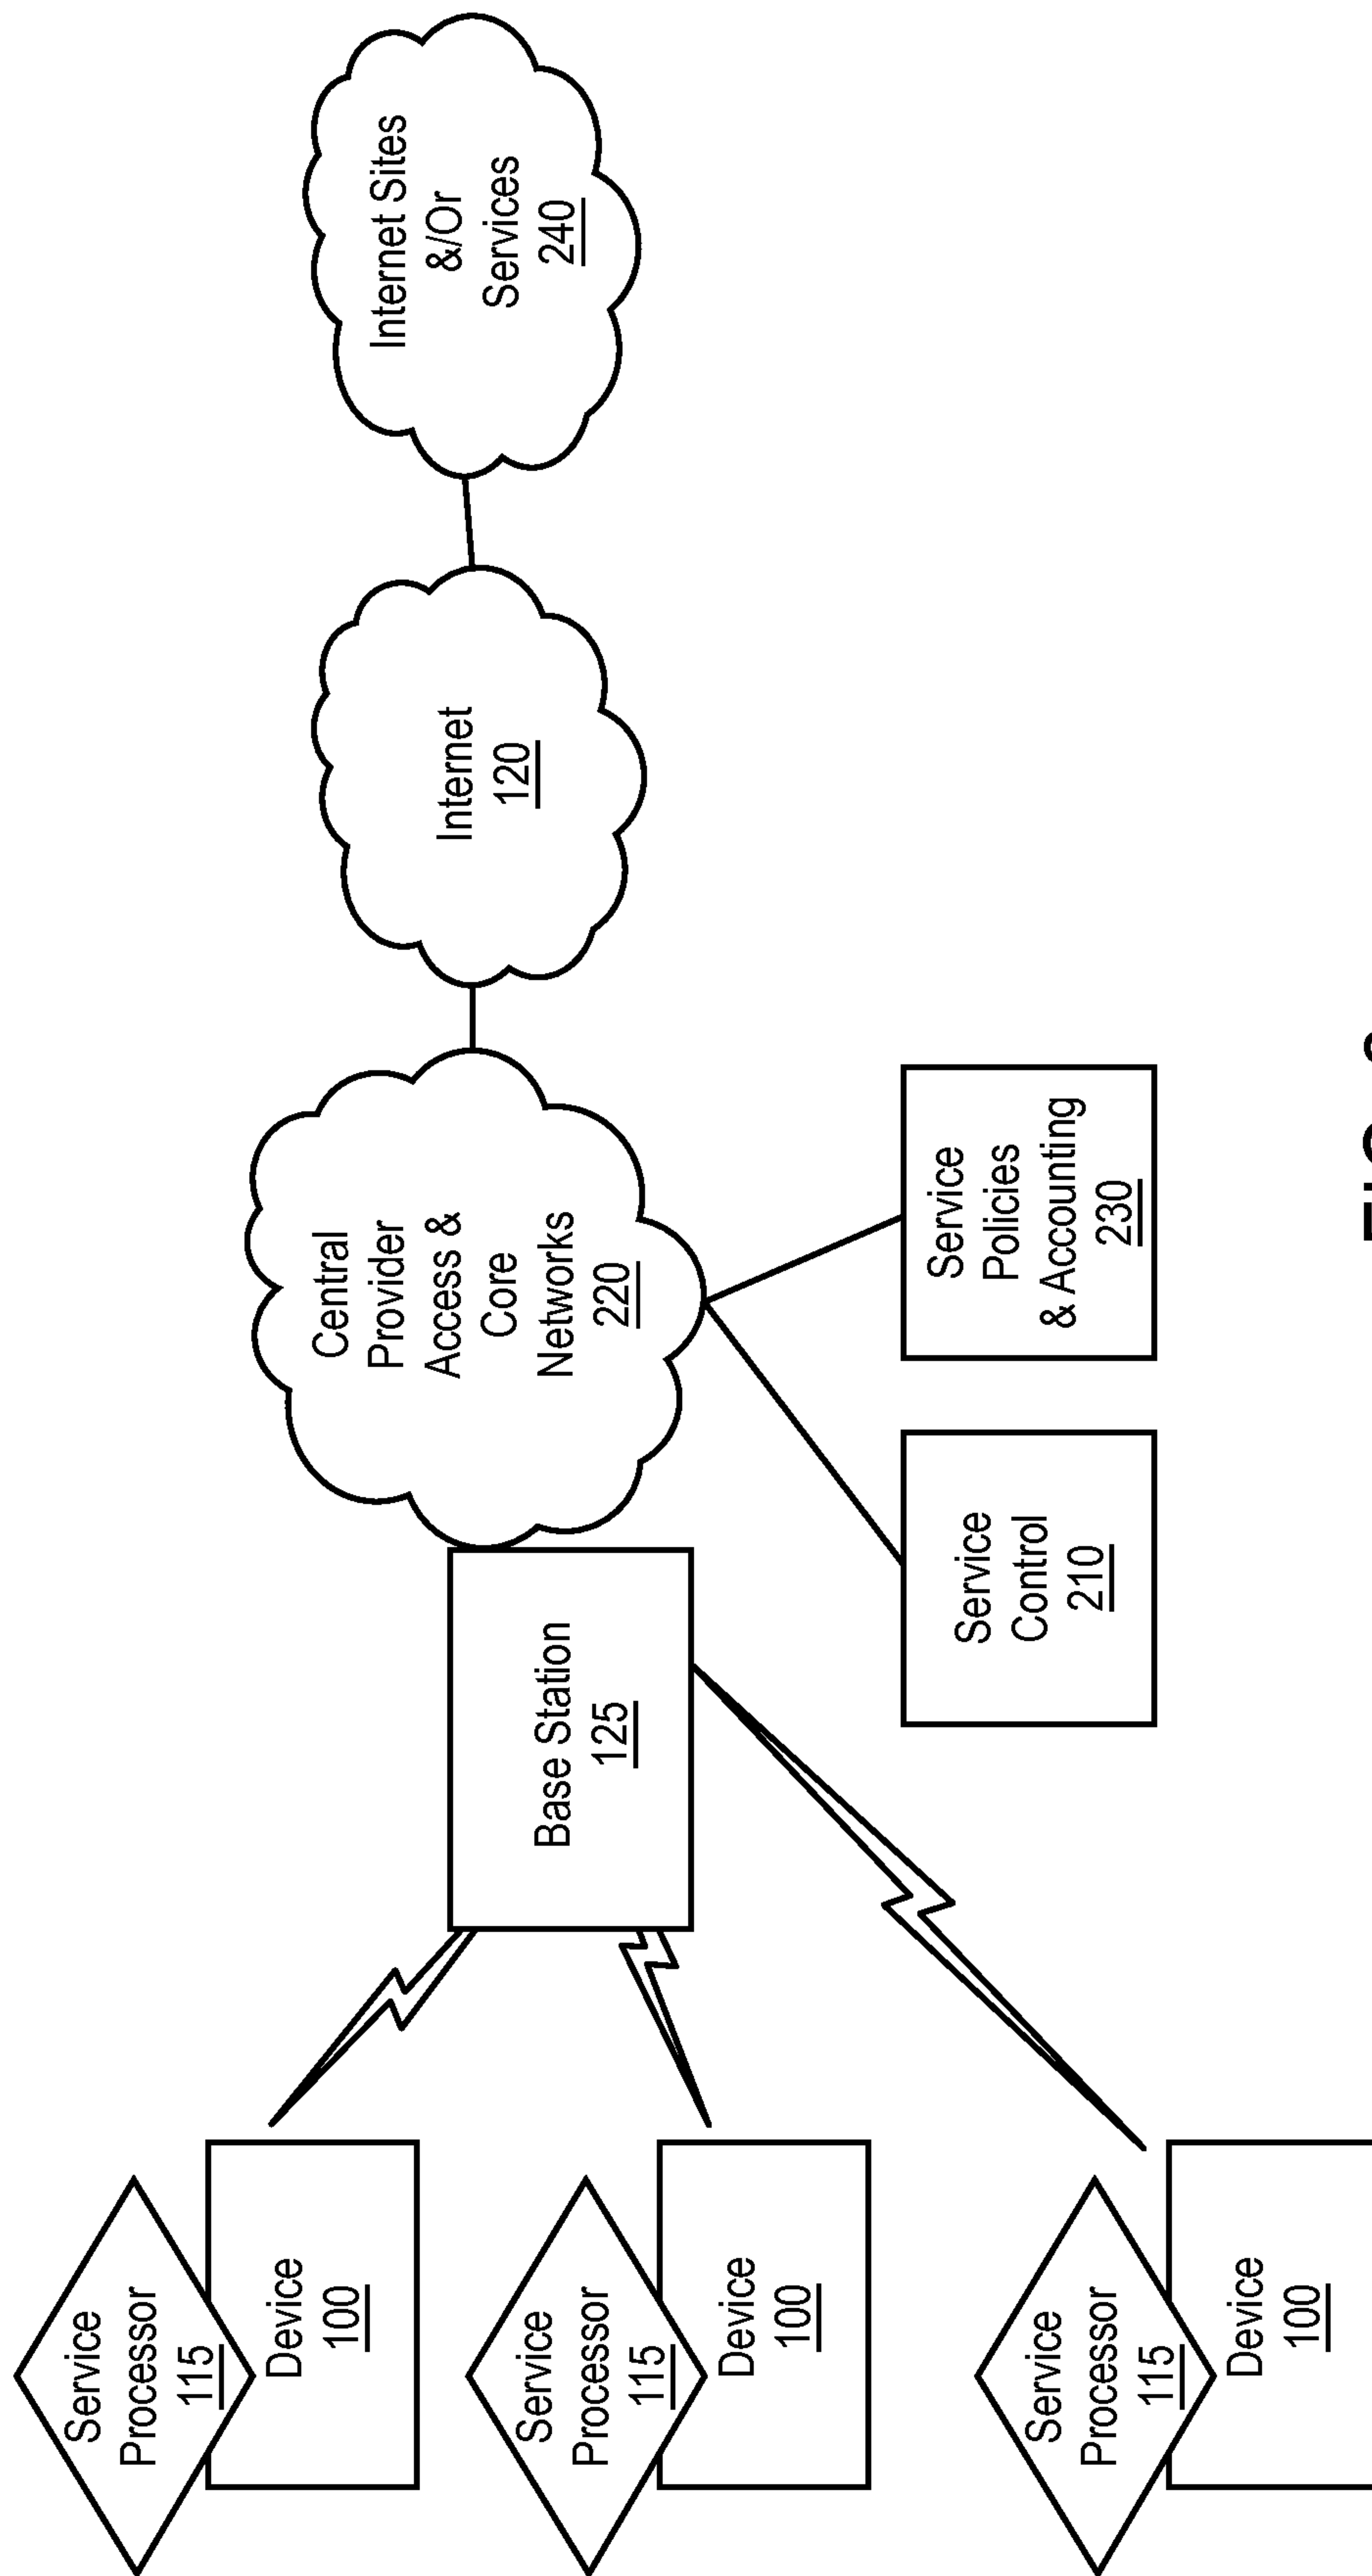 Service
Processor
115
Device
100
Service
Processor
115
Device
100
Service
Processor
115
Device
100
Base Station
125
Central
Provider
Access &
Core
Networks
220
Internet
120
Internet Sites
&/Or
Services
240
Service
Control
210
Service
Policies
& Accounting
230
FIG.